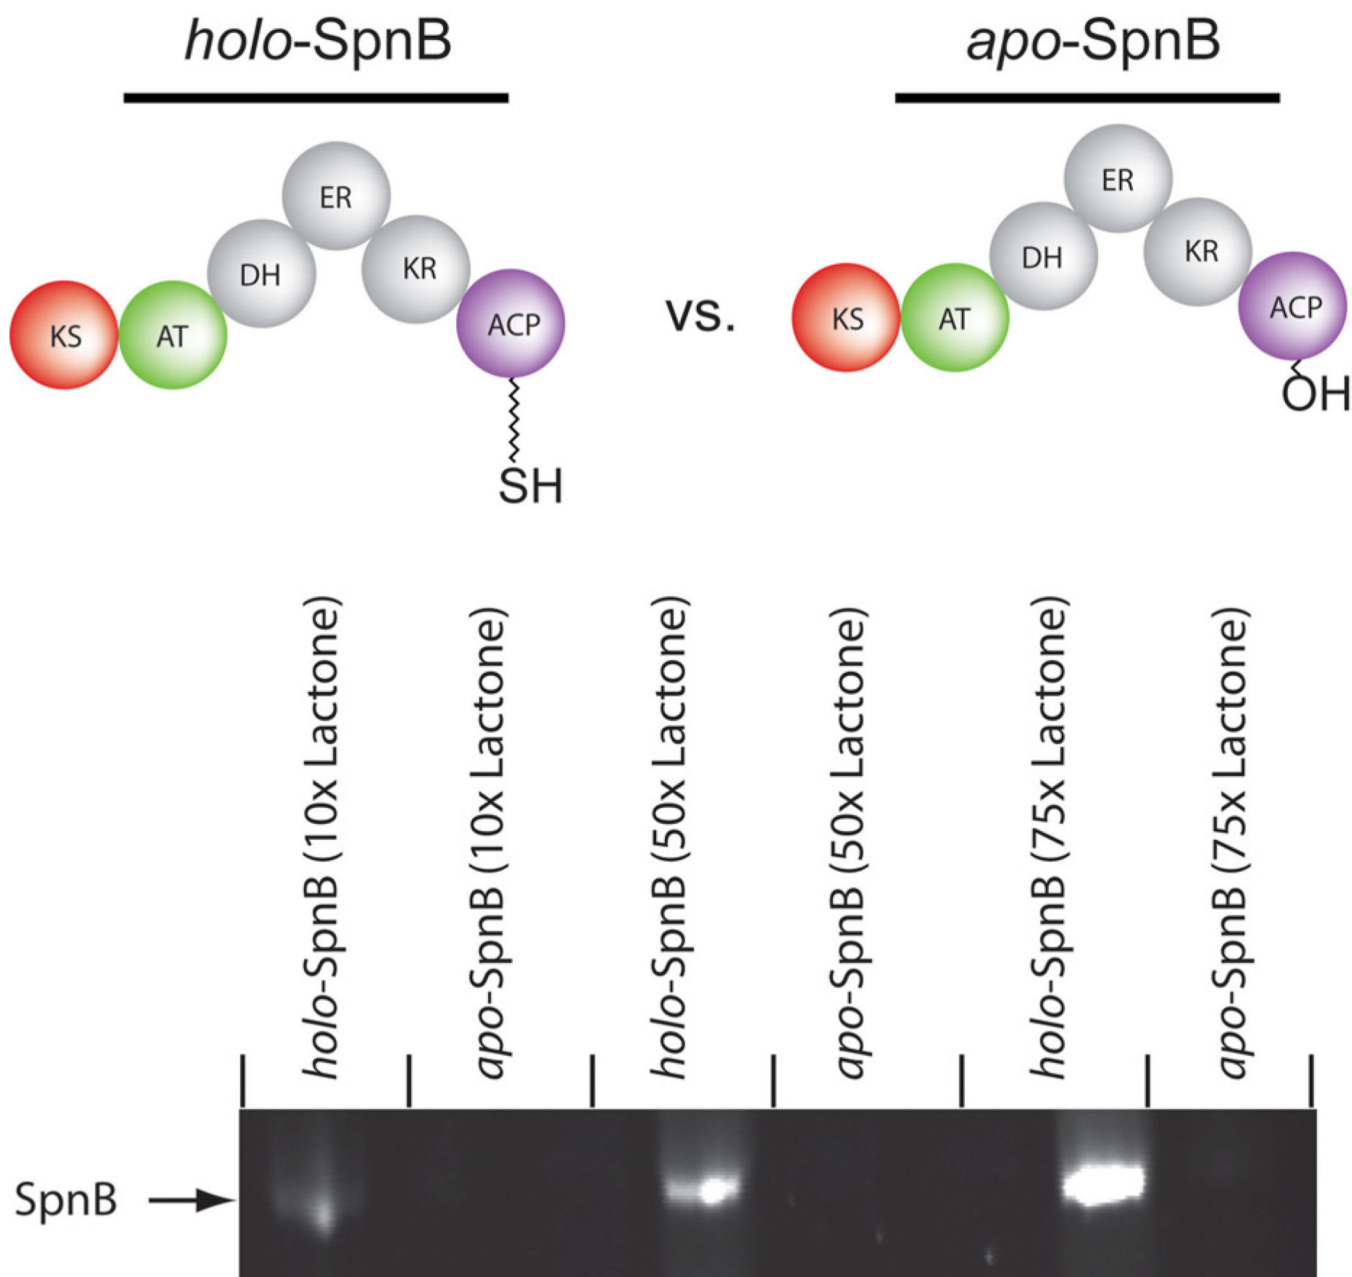 holo-SpnB
apo-SpnB
ER
DH
KR
KS
AT
ACP
SH
vs.
ER
DH
KR
KS
AT
ACP
OH
holo-SpnB (10x Lactone)
apo-SpnB (10x Lactone)
holo-SpnB (50x Lactone)
apo-SpnB (50x Lactone)
holo-SpnB (75x Lactone)
apo-SpnB (75x Lactone)
SpnB